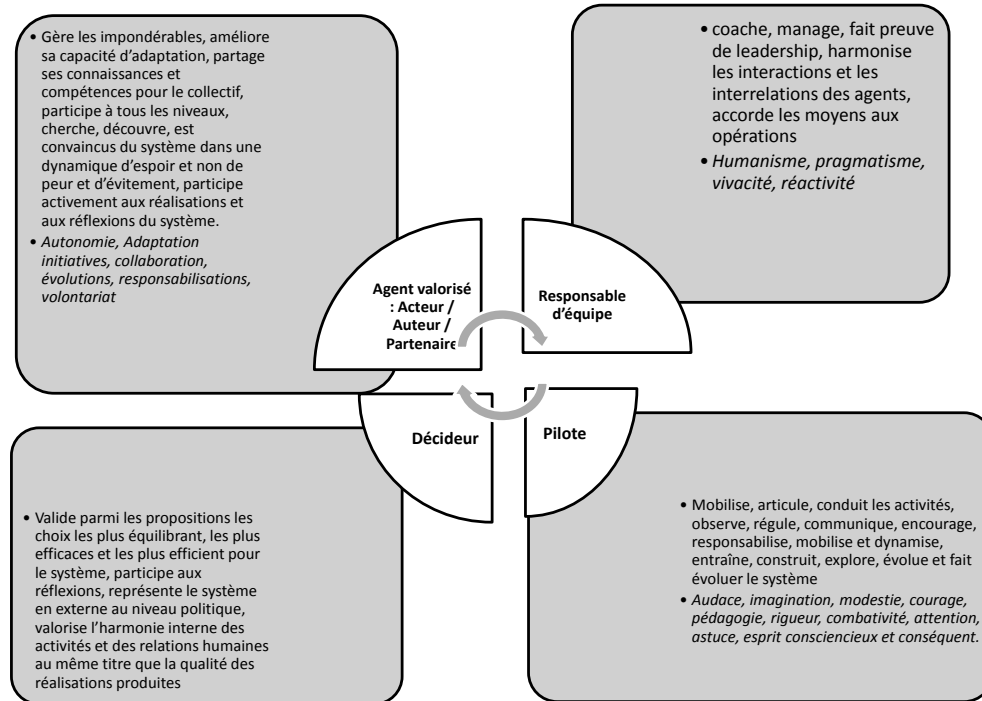 • Gère les impondérables, améliore
sa capacité d’adaptation, partage
ses connaissances et
compétences pour le collectif,
participe à tous les niveaux,
cherche, découvre, est
convaincus du système dans une
dynamique d’espoir et non de
peur et d’évitement, participe
activement aux réalisations et
aux réflexions du système.
• Autonomie, Adaptation
initiatives, collaboration,
évolutions, responsabilisations,
volontariat
• coache, manage, fait preuve
de leadership, harmonise
les interactions et les
interrelations des agents,
accorde les moyens aux
opérations
• Humanisme, pragmatisme,
vivacité, réactivité
Agent valorisé
: Acteur /
Auteur /
Partenaire
Responsable
d’équipe
Décideur
Pilote
• Valide parmi les propositions les
choix les plus équilibrant, les plus
efficaces et les plus efficient pour
le système, participe aux
réflexions, représente le système
en externe au niveau politique,
valorise l’harmonie interne des
activités et des relations humaines
au même titre que la qualité des
réalisations produites
• Mobilise, articule, conduit les activités,
observe, régule, communique, encourage,
responsabilise, mobilise et dynamise,
entraîne, construit, explore, évolue et fait
évoluer le système
• Audace, imagination, modestie, courage,
pédagogie, rigueur, combativité, attention,
astuce, esprit consciencieux et conséquent.